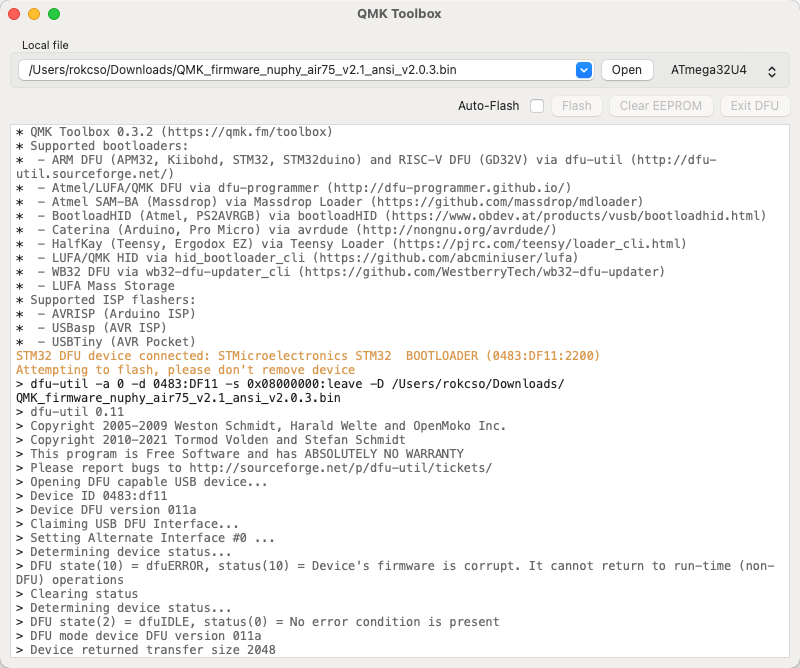 QMK Toolbox
Local file
/Users/rokcso/Downloads/QMK_firmware_nuphy_air75_v2.1_ansi_v2.0.3.bin
Open
ATmega32U4
Auto-Flash
Flash
Clear EEPROM
Exit DFU
* QMK Toolbox 0.3.2 (https://qmk.fm/toolbox)
* Supported bootloaders:
*  - ARM DFU (APM32, Kiibohd, STM32, STM32duino) and RISC-V DFU (GD32V) via dfu-util (http://dfu-
util.sourceforge.net/)
*  - Atmel/LUFA/QMK DFU via dfu-programmer (http://dfu-programmer.github.io/)
*  - Atmel SAM-BA (Massdrop) via Massdrop Loader (https://github.com/massdrop/mdloader)
*  - BootloadHID (Atmel, PS2AVRGB) via bootloadHID (https://www.obdev.at/products/vusb/bootloadhid.html)
*  - Caterina (Arduino, Pro Micro) via avrdude (http://nongnu.org/avrdude/)
*  - HalfKay (Teensy, Ergodox EZ) via Teensy Loader (https://pjrc.com/teensy/loader_cli.html)
*  - LUFA/QMK HID via hid_bootloader_cli (https://github.com/abcminiuser/lufa)
*  - WB32 DFU via wb32-dfu-updater_cli (https://github.com/WestberryTech/wb32-dfu-updater)
*  - LUFA Mass Storage
* Supported ISP flashers:
*  - AVRISP (Arduino ISP)
*  - USBasp (AVR ISP)
*  - USBTiny (AVR Pocket)
STM32 DFU device connected: STMicroelectronics STM32  BOOTLOADER (0483:DF11:2200)
Attempting to flash, please don't remove device
> dfu-util -a 0 -d 0483:DF11 -s 0x08000000:leave -D /Users/rokcso/Downloads/
QMK_firmware_nuphy_air75_v2.1_ansi_v2.0.3.bin
> dfu-util 0.11
> Copyright 2005-2009 Weston Schmidt, Harald Welte and OpenMoko Inc.
> Copyright 2010-2021 Tormod Volden and Stefan Schmidt
> This program is Free Software and has ABSOLUTELY NO WARRANTY
> Please report bugs to http://sourceforge.net/p/dfu-util/tickets/
> Opening DFU capable USB device...
> Device ID 0483:df11
> Device DFU version 011a
> Claiming USB DFU Interface...
> Setting Alternate Interface #0 ...
> Determining device status...
> DFU state(10) = dfuERROR, status(10) = Device's firmware is corrupt. It cannot return to run-time (non-
DFU) operations
> Clearing status
> Determining device status...
> DFU state(2) = dfuIDLE, status(0) = No error condition is present
> DFU mode device DFU version 011a
> Device returned transfer size 2048